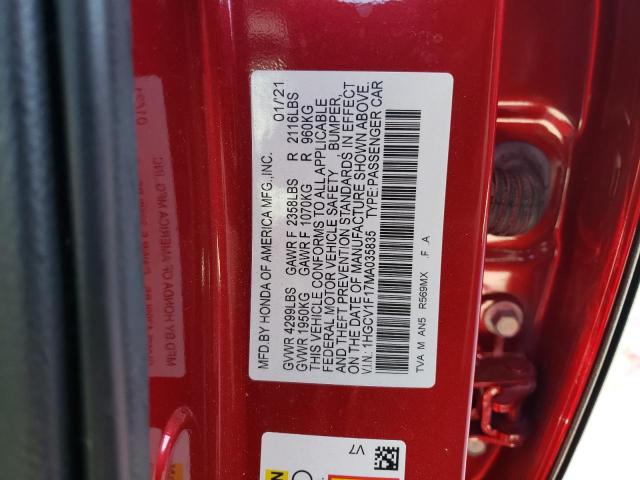 MFD.BY HONDA OF AMERICA MFG.,INC. 01/21
GVWR 4299LBS GAWR F 2358LBS R 2116LBS
GVWR 1950KG GAWR F 1070KG R 960KG
THIS VEHICLE CONFORMS TO ALL APPLICABLE
FEDERAL MOTOR VEHICLE SAFETY, BUMPER,
AND THEFT PREVENTION STANDARDS IN EFFECT
ON THE DATE OF MANUFACTURE SHOWN ABOVE.
V.I.N: 1HGCV1F17MA035835 TYPE:PASSENGER CAR
TVA M AN5 R569MX .F .A
V7